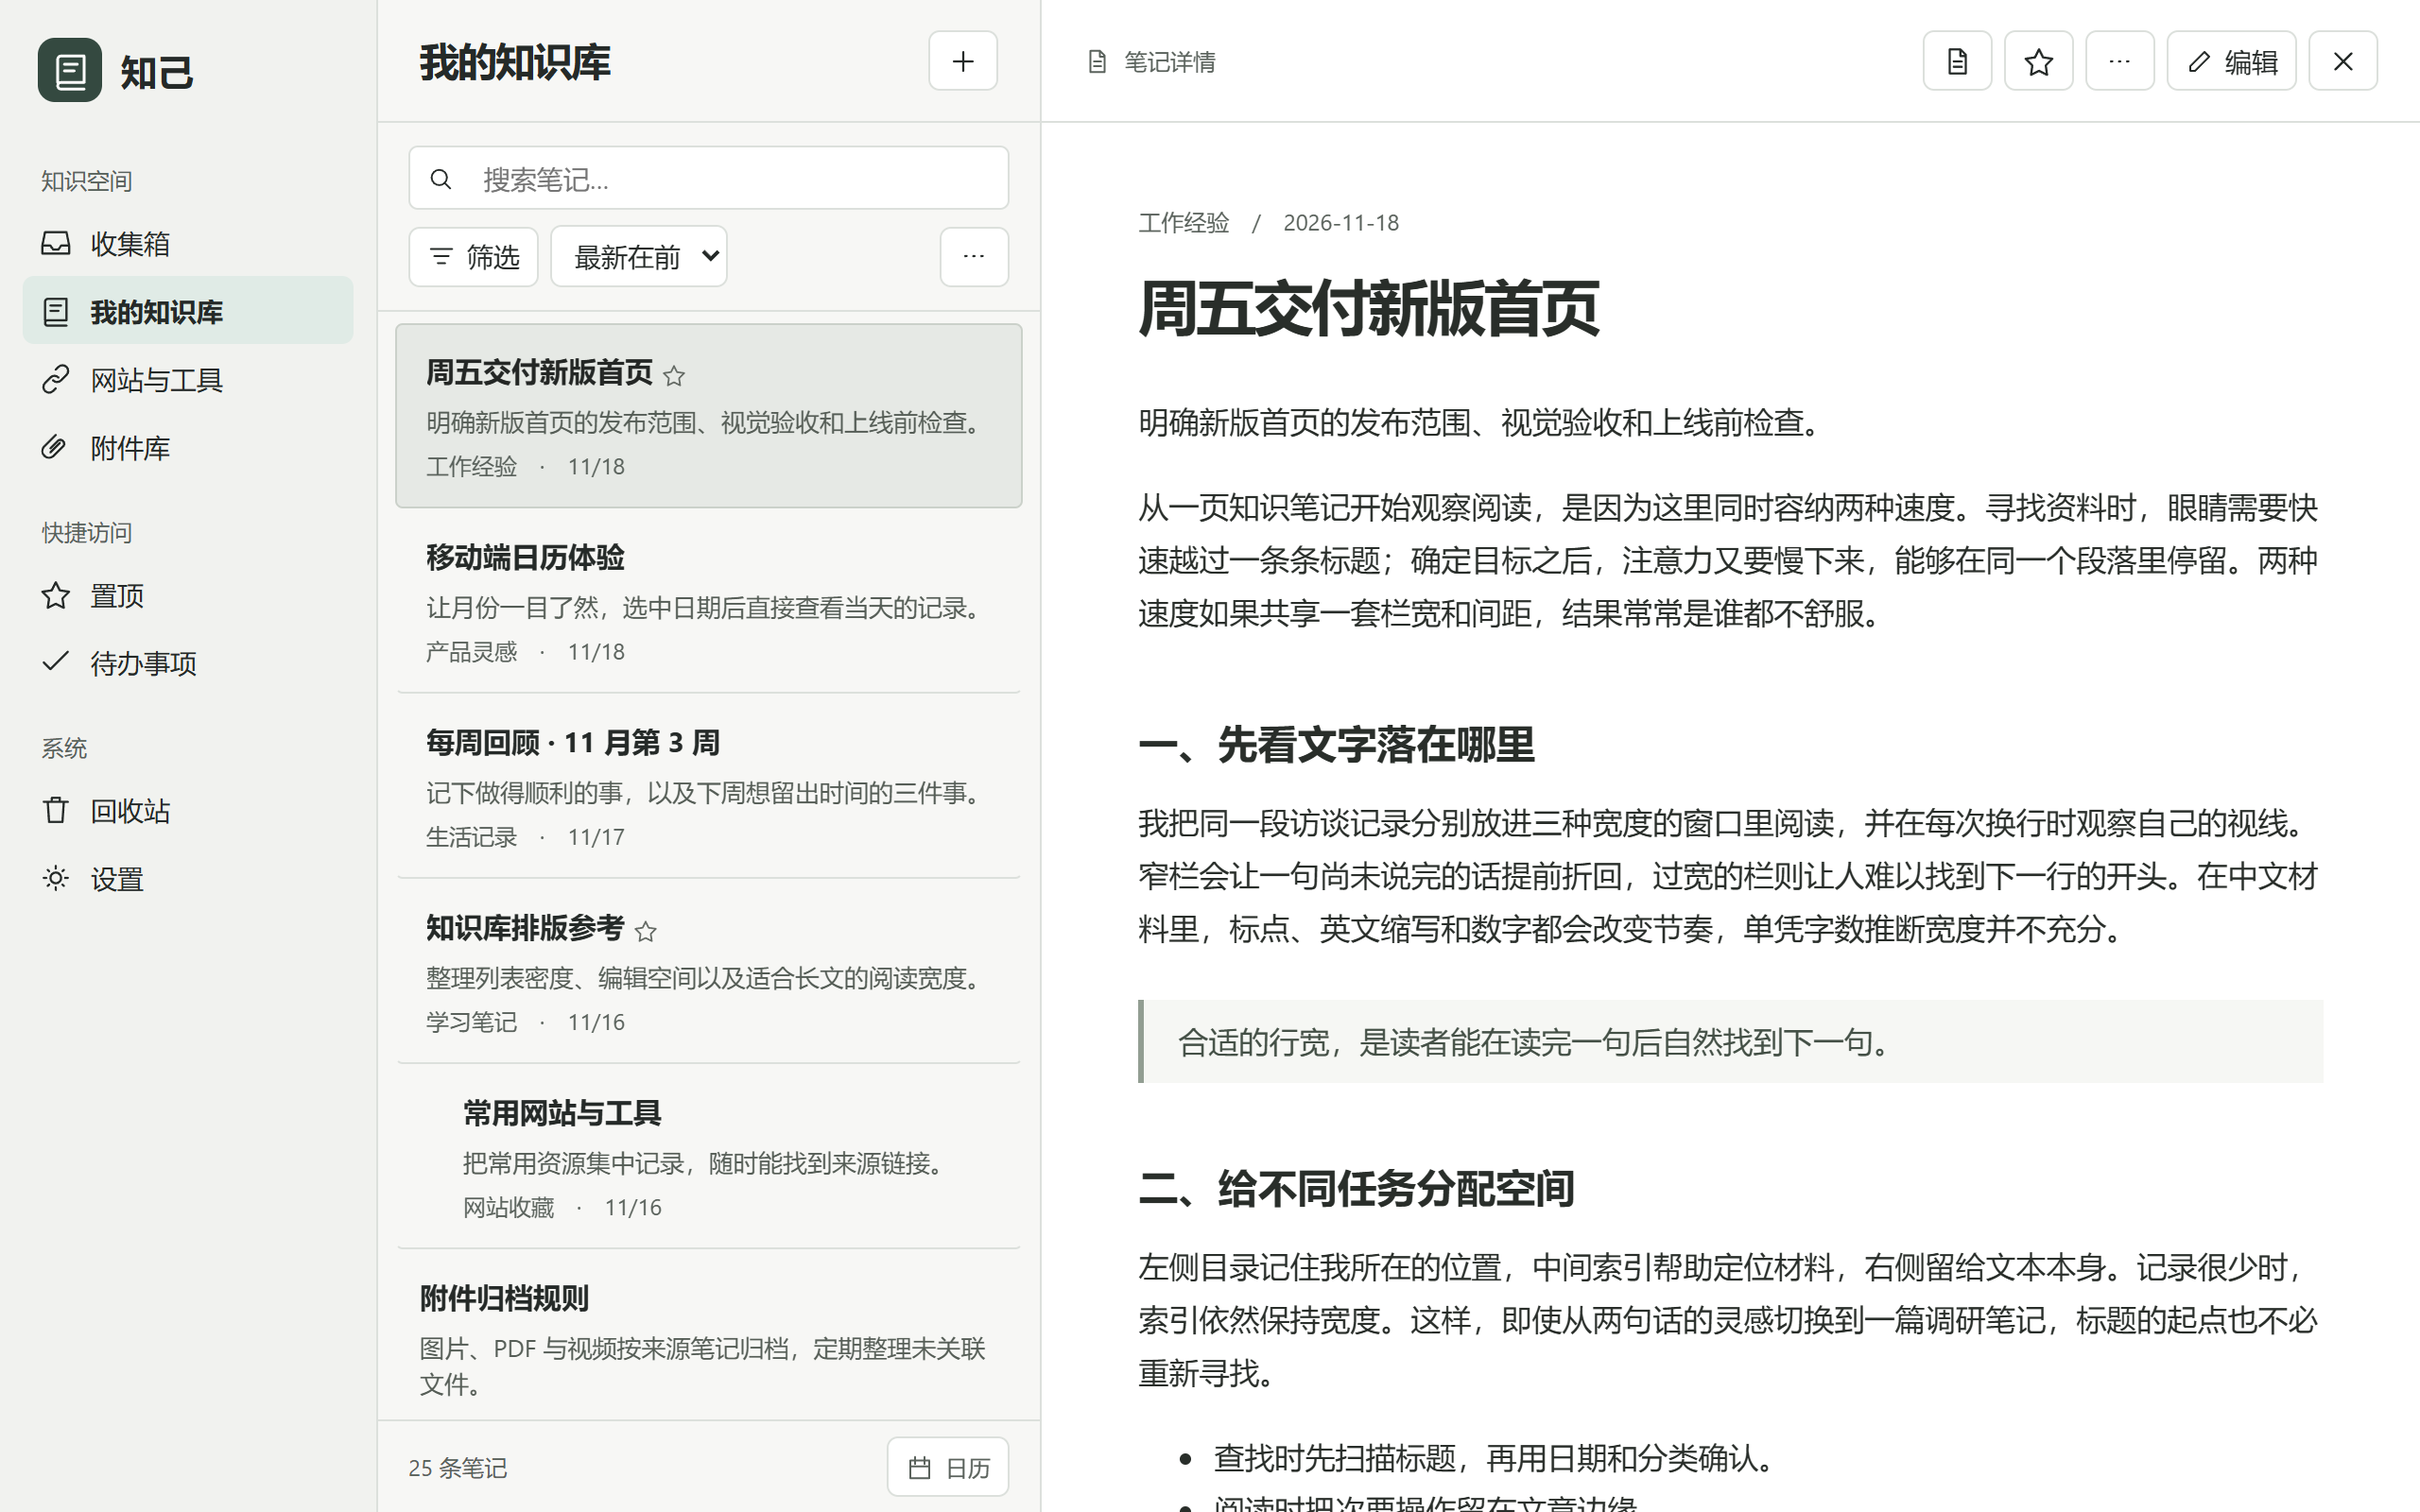 知己
知识空间
收集箱
我的知识库
网站与工具
附件库
快捷访问
置顶
待办事项
系统
回收站
设置
我的知识库
搜索笔记...
筛选
最新在前
周五交付新版首页
明确新版首页的发布范围、视觉验收和上线前检查。
工作经验 · 11/18
移动端日历体验
让月份一目了然，选中日期后直接查看当天的记录。
产品灵感 · 11/18
每周回顾 · 11 月第 3 周
记下做得顺利的事，以及下周想留出时间的三件事。
生活记录 · 11/17
知识库排版参考
整理列表密度、编辑空间以及适合长文的阅读宽度。
学习笔记 · 11/16
常用网站与工具
把常用资源集中记录，随时能找到来源链接。
网站收藏 · 11/16
附件归档规则
图片、PDF 与视频按来源笔记归档，定期整理未关联
文件。
25 条笔记
日历
笔记详情
编辑
工作经验 / 2026-11-18
周五交付新版首页
明确新版首页的发布范围、视觉验收和上线前检查。
从一页知识笔记开始观察阅读，是因为这里同时容纳两种速度。寻找资料时，眼睛需要快
速越过一条条标题；确定目标之后，注意力又要慢下来，能够在同一个段落里停留。两种
速度如果共享一套栏宽和间距，结果常常是谁都不舒服。
一、先看文字落在哪里
我把同一段访谈记录分别放进三种宽度的窗口里阅读，并在每次换行时观察自己的视线。
窄栏会让一句尚未说完的话提前折回，过宽的栏则让人难以找到下一行的开头。在中文材
料里，标点、英文缩写和数字都会改变节奏，单凭字数推断宽度并不充分。
合适的行宽，是读者能在读完一句后自然找到下一句。
二、给不同任务分配空间
左侧目录记住我所在的位置，中间索引帮助定位材料，右侧留给文本本身。记录很少时，
索引依然保持宽度。这样，即使从两句话的灵感切换到一篇调研笔记，标题的起点也不必
重新寻找。
• 查找时先扫描标题，再用日期和分类确认。
• 阅读时把次要操作留在文章边缘